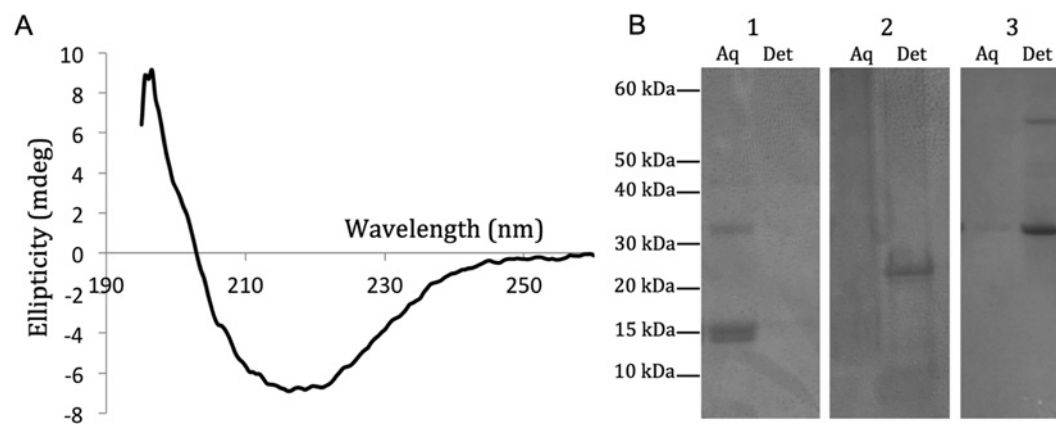 A
B
1
2
3
Aq Det
Aq Det
Aq Det
10
8
6
4
2
0
-2
-4
-6
-8
Ellipticity (mdeg)
Wavelength (nm)
190
210
230
250
60 kDa
50 kDa
40 kDa
30 kDa
20 kDa
15 kDa
10 kDa